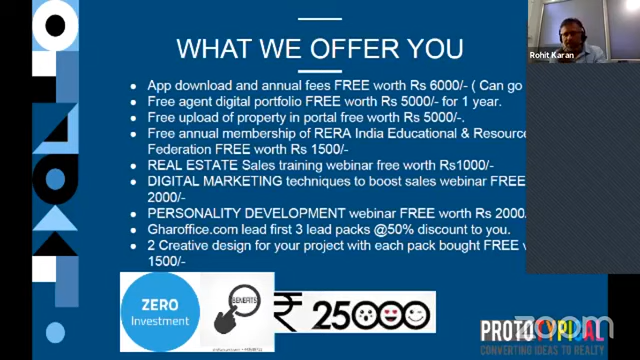 WHAT WE OFFER YOU
Rohit Karan
App download and annual fees FREE worth Rs 6000/- ( Can go
Free agent digital portfolio FREE worth Rs 5000/- for 1 year.
Free upload of property in portal free worth Rs 5000/-.
Free annual membership of RERA India Educational & Resource
Federation FREE worth Rs 1500/-
REAL ESTATE Sales training webinar free worth Rs1000/-
DIGITAL MARKETING techniques to boost sales webinar FREE
2000/-
PERSONALITY DEVELOPMENT webinar FREE worth Rs 2000
Gharoffice.com lead first 3 lead packs @50% discount to you.
2 Creative design for your project with each pack bought FREE
1500/-
ZERO
Investment
BENEFITS
₹ 25000
PROTOTYPICAL
CONVERTING IDEAS TO REALTY
zoom